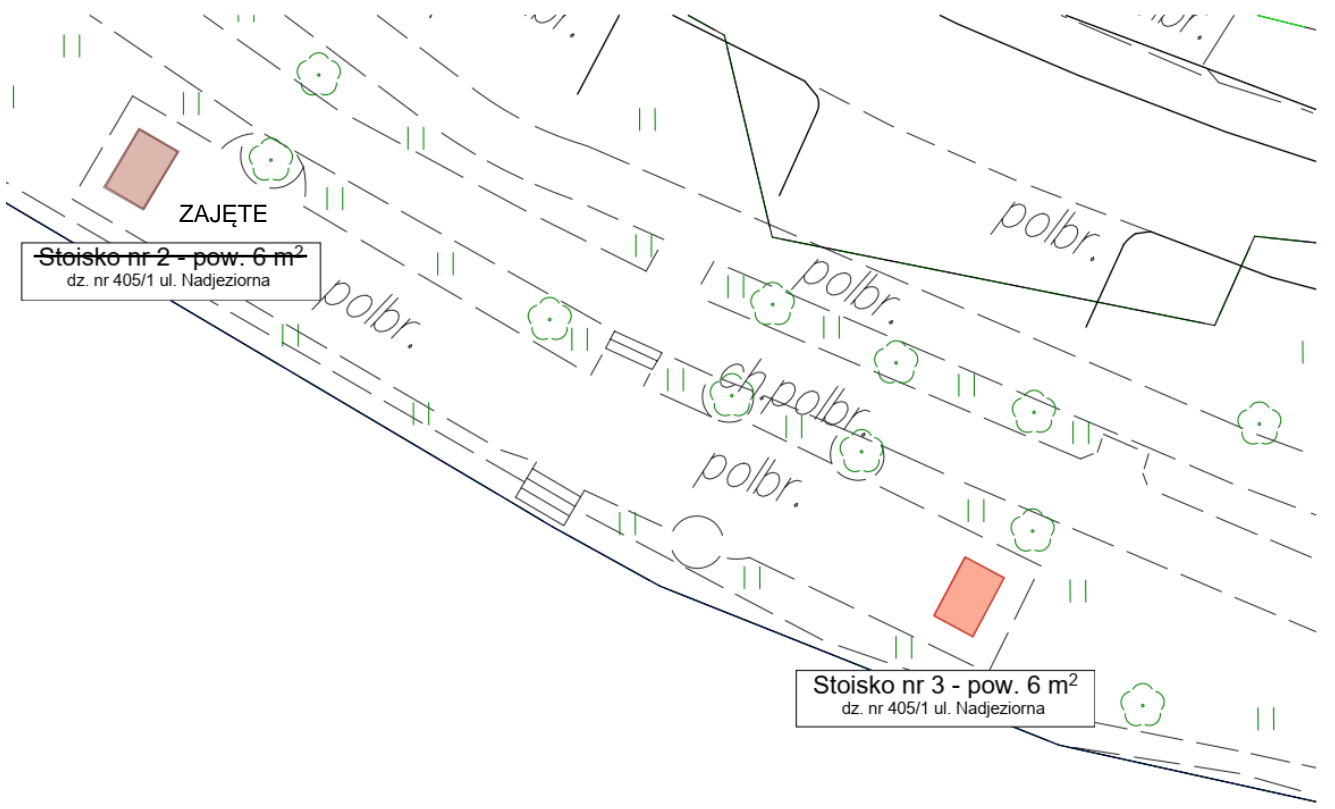 polbr.
polbr.
ZAJĘTE
Stoisko nr 2 - pow. 6 m²
dz. nr 405/1 ul. Nadjeziorna
polbr.
polbr.
polbr.
ch.polbr.
polbr.
Stoisko nr 3 - pow. 6 m²
dz. nr 405/1 ul. Nadjeziorna